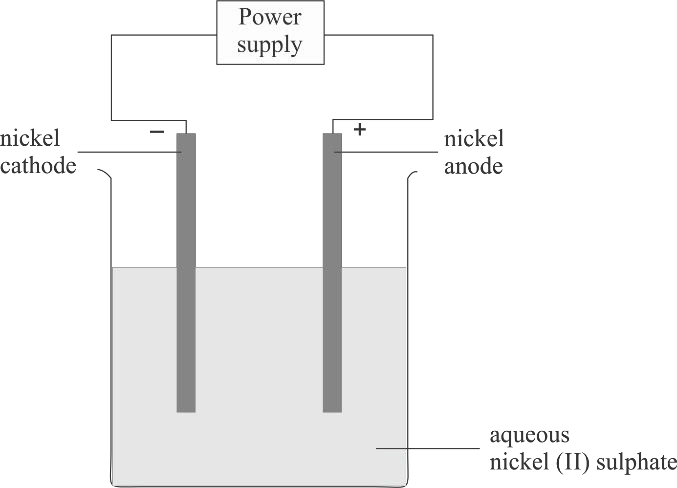 Power
supply
−
+
nickel
cathode
nickel
anode
aqueous
nickel (II) sulphate